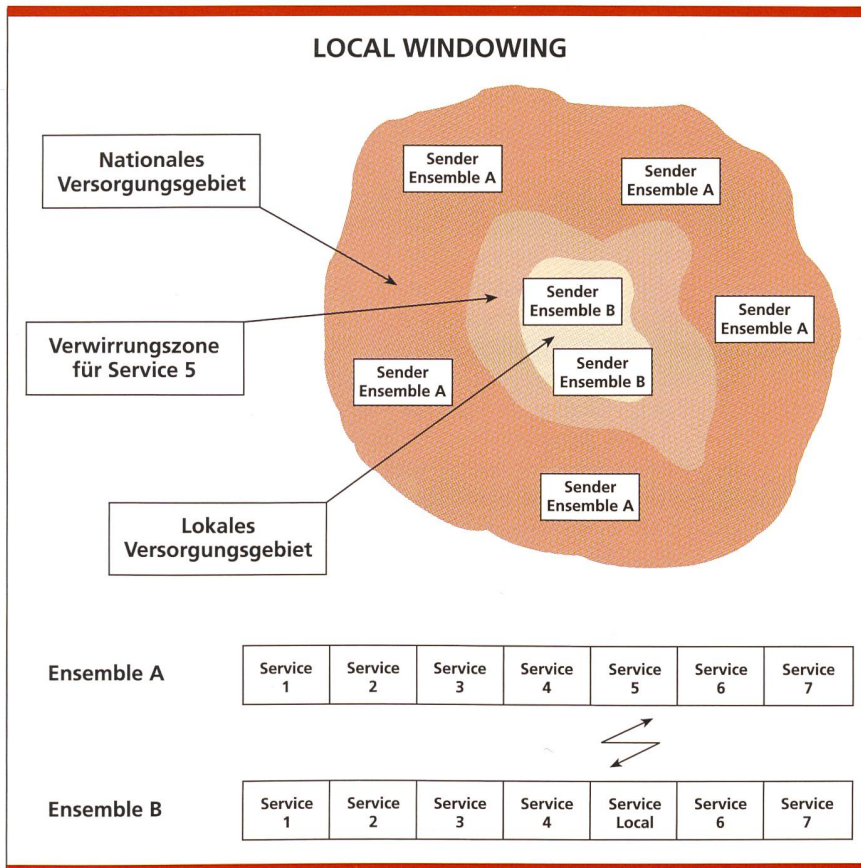 LOCAL WINDOWING
Nationales
Versorgungsgebiet
Sender
Ensemble A
Sender
Ensemble A
Sender
Ensemble B
Sender
Ensemble A
Verwirrungszone
für Service 5
Sender
Ensemble A
Sender
Ensemble B
Sender
Ensemble A
Lokales
Versorgungsgebiet
Ensemble A
Service
1
Service
2
Service
3
Service
4
Service
5
Service
6
Service
7
Ensemble B
Service
1
Service
2
Service
3
Service
4
Service
Local
Service
6
Service
7